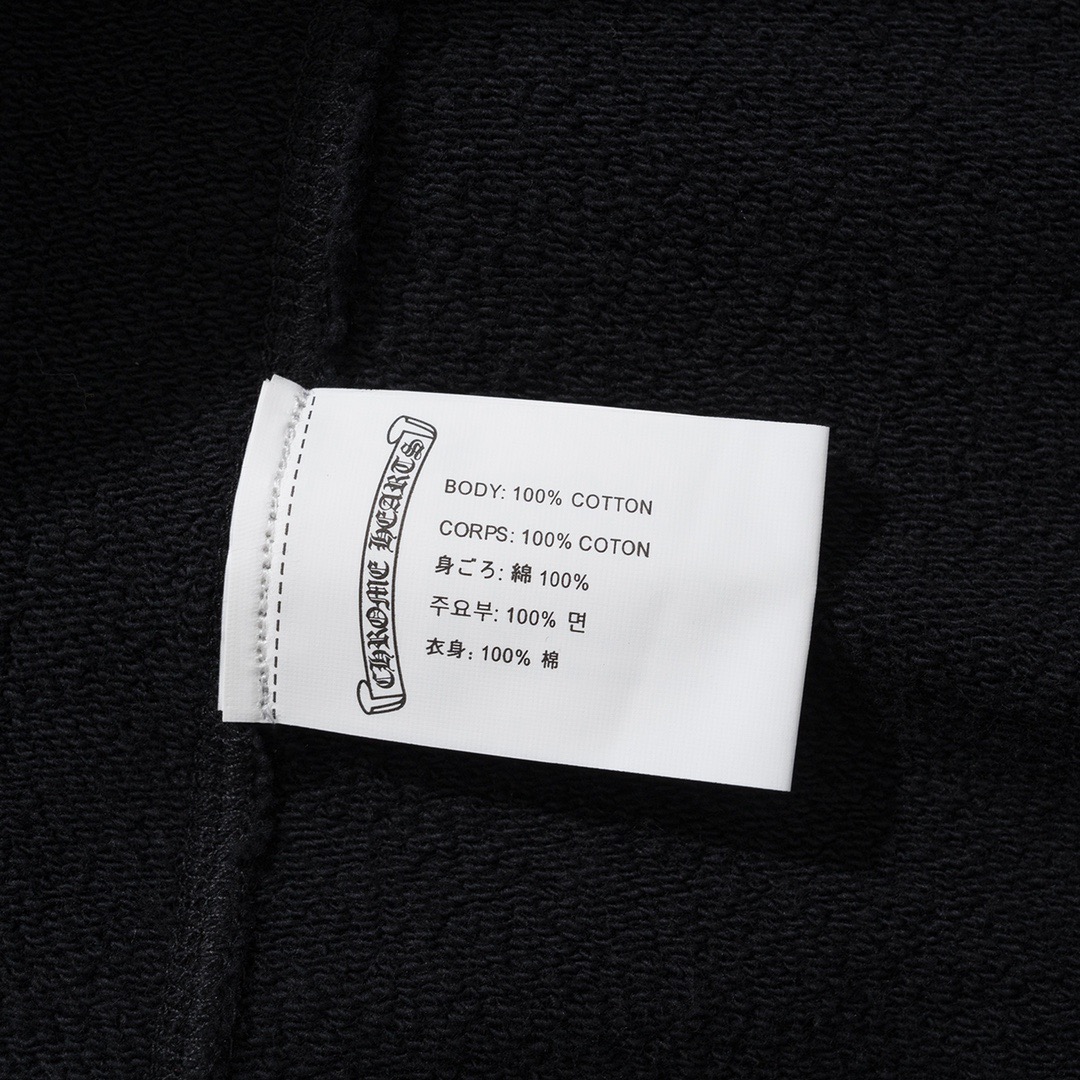 CHROME HEARTS
BODY: 100% COTTON
CORPS: 100% COTON
身ごろ: 綿 100%
주요부: 100% 면
衣身: 100% 棉